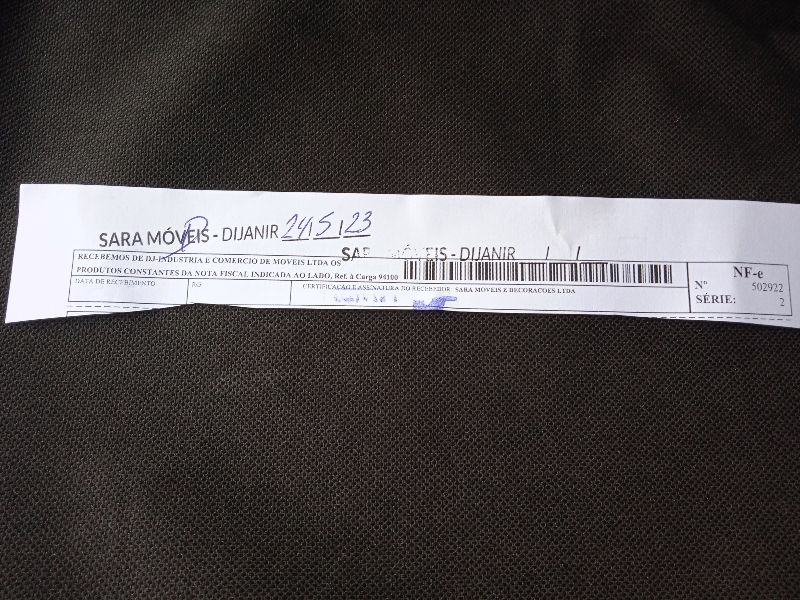 SARA MÓVEIS - DIJANIR 24/5/23
SARA MÓVEIS - DIJANIR / /
RECEBEMOS DE DJ-INDUSTRIA E COMERCIO DE MOVEIS LTDA OS
PRODUTOS CONSTANTES DA NOTA FISCAL INDICADA AO LADO, Ref. à Carga 94100
DATA DE RECEBIMENTO
RG
CERTIFICAÇÃO E ASSINATURA DO RECEBEDOR: SARA MOVEIS E DECORACOES LTDA
NF-e
Nº 502922
SÉRIE: 2